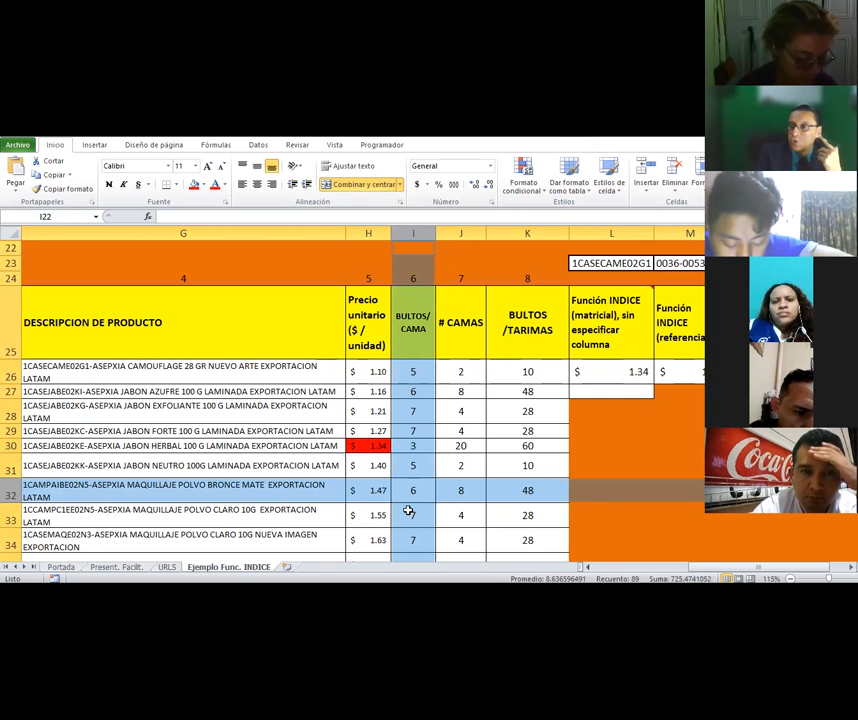 Archivo Inicio Insertar Diseño de página Fórmulas Datos Revisar Vista Programador
Pegar
Cortar
Copiar
Copiar formato
Portapapeles
Calibri 11
N K S
Fuente
Ajustar texto
Combinar y centrar
Alineación
General
$ % 000
Número
Formato condicional
Dar formato como tabla
Estilos de celda
Estilos
Insertar Eliminar
Celdas
I22 fx
G H I J K L M
22
23 1CASECAME02G1 0036-0053
24 4 5 6 7 8
25 DESCRIPCION DE PRODUCTO
Precio unitario ($ / unidad)
BULTOS/ CAMA
# CAMAS
BULTOS /TARIMAS
Función INDICE (matricial), sin especificar columna
Función INDICE (referencia
26 1CASECAME02G1-ASEPXIA CAMOUFLAGE 28 GR NUEVO ARTE EXPORTACION LATAM $ 1.10 5 2 10 $ 1.34 $
27 1CASEJABE02KI-ASEPXIA JABON AZUFRE 100 G LAMINADA EXPORTACION LATAM $ 1.16 6 8 48
28 1CASEJABE02KG-ASEPXIA JABON EXFOLIANTE 100 G LAMINADA EXPORTACION LATAM $ 1.21 7 4 28
29 1CASEJABE02KC-ASEPXIA JABON FORTE 100 G LAMINADA EXPORTACION LATAM $ 1.27 7 4 28
30 1CASEJABE02KE-ASEPXIA JABON HERBAL 100 G LAMINADA EXPORTACION LATAM $ 1.34 3 20 60
31 1CASEJABE02KK-ASEPXIA JABON NEUTRO 100G LAMINADA EXPORTACION LATAM $ 1.40 5 2 10
32 1CAMPAIBE02N5-ASEPXIA MAQUILLAJE POLVO BRONCE MATE EXPORTACION LATAM $ 1.47 6 8 48
33 1CCAMPC1EE02N5-ASEPXIA MAQUILLAJE POLVO CLARO 10G EXPORTACION LATAM $ 1.55 7 4 28
34 1CASEMAQE02N3-ASEPXIA MAQUILLAJE POLVO CLARO 10G NUEVA IMAGEN EXPORTACION $ 1.63 7 4 28
Portada Present. Facilit. URLS Ejemplo Func. INDICE
Listo Promedio: 8.636596491 Recuento: 89 Suma: 725.4741052 115%
Coca-Cola